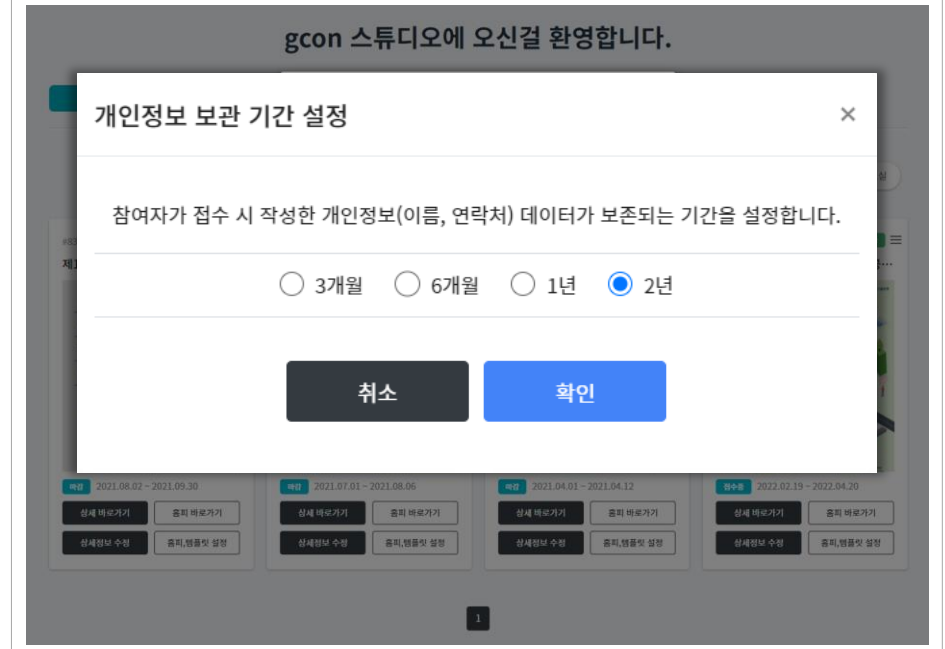 gcon 스튜디오에 오신걸 환영합니다.
개인정보 보관 기간 설정
×
참여자가 접수 시 작성한 개인정보(이름, 연락처) 데이터가 보존되는 기간을 설정합니다.
3개월 6개월 1년 2년
취소 확인
마감 2021.08.02 ~ 2021.09.30
상세 바로가기 홈피 바로가기
상세정보 수정 홈피,템플릿 설정
마감 2021.07.01 ~ 2021.08.06
상세 바로가기 홈피 바로가기
상세정보 수정 홈피,템플릿 설정
마감 2021.04.01 ~ 2021.04.12
상세 바로가기 홈피 바로가기
상세정보 수정 홈피,템플릿 설정
접수중 2022.02.19 ~ 2022.04.20
상세 바로가기 홈피 바로가기
상세정보 수정 홈피,템플릿 설정
1